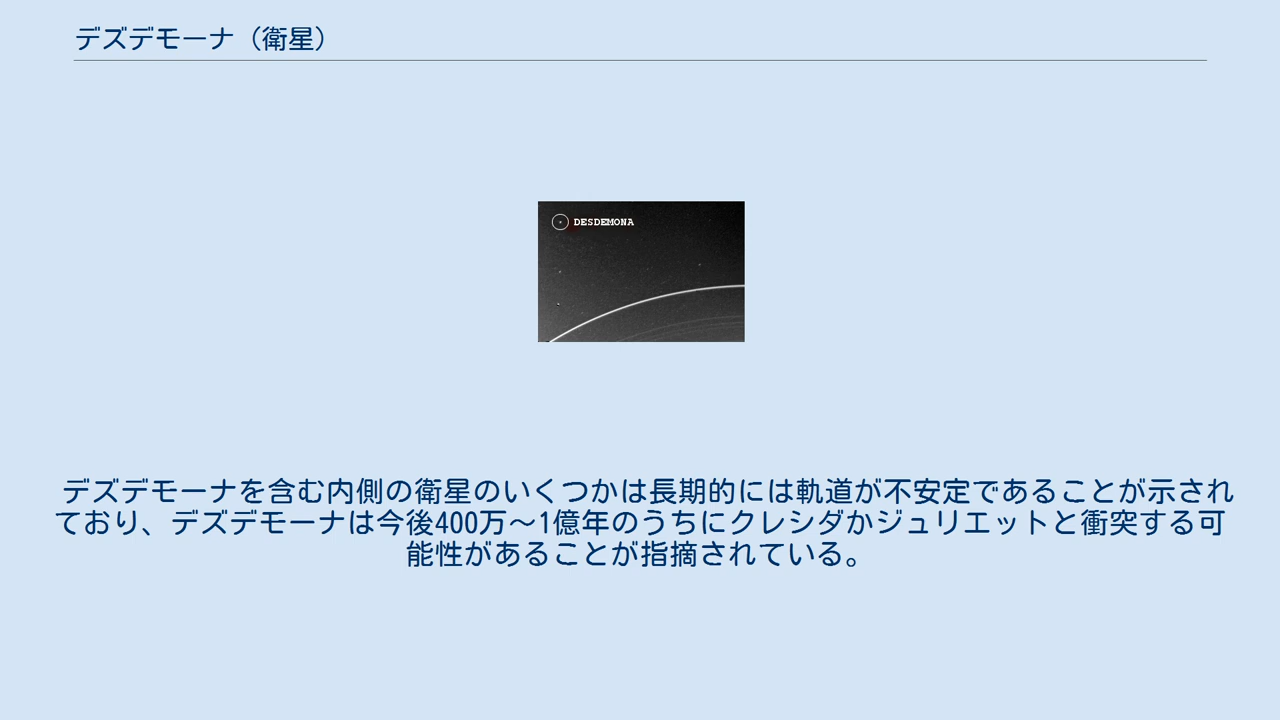 デズデモーナ（衛星）
DESDEMONA
デズデモーナを含む内側の衛星のいくつかは長期的には軌道が不安定であることが示され
ており、デズデモーナは今後400万〜1億年のうちにクレシダかジュリエットと衝突する可
能性があることが指摘されている。